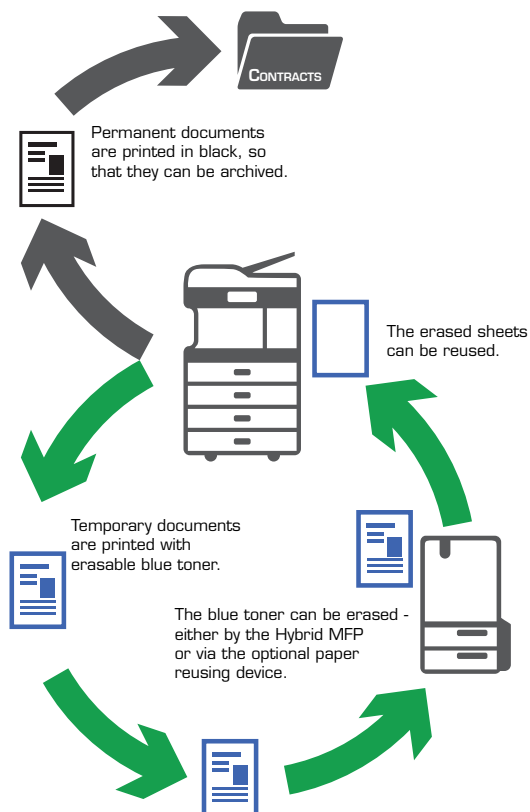 CONTRACTS
Permanent documents
are printed in black, so
that they can be archived.
The erased sheets
can be reused.
Temporary documents
are printed with
erasable blue toner.
The blue toner can be erased -
either by the Hybrid MFP
or via the optional paper
reusing device.